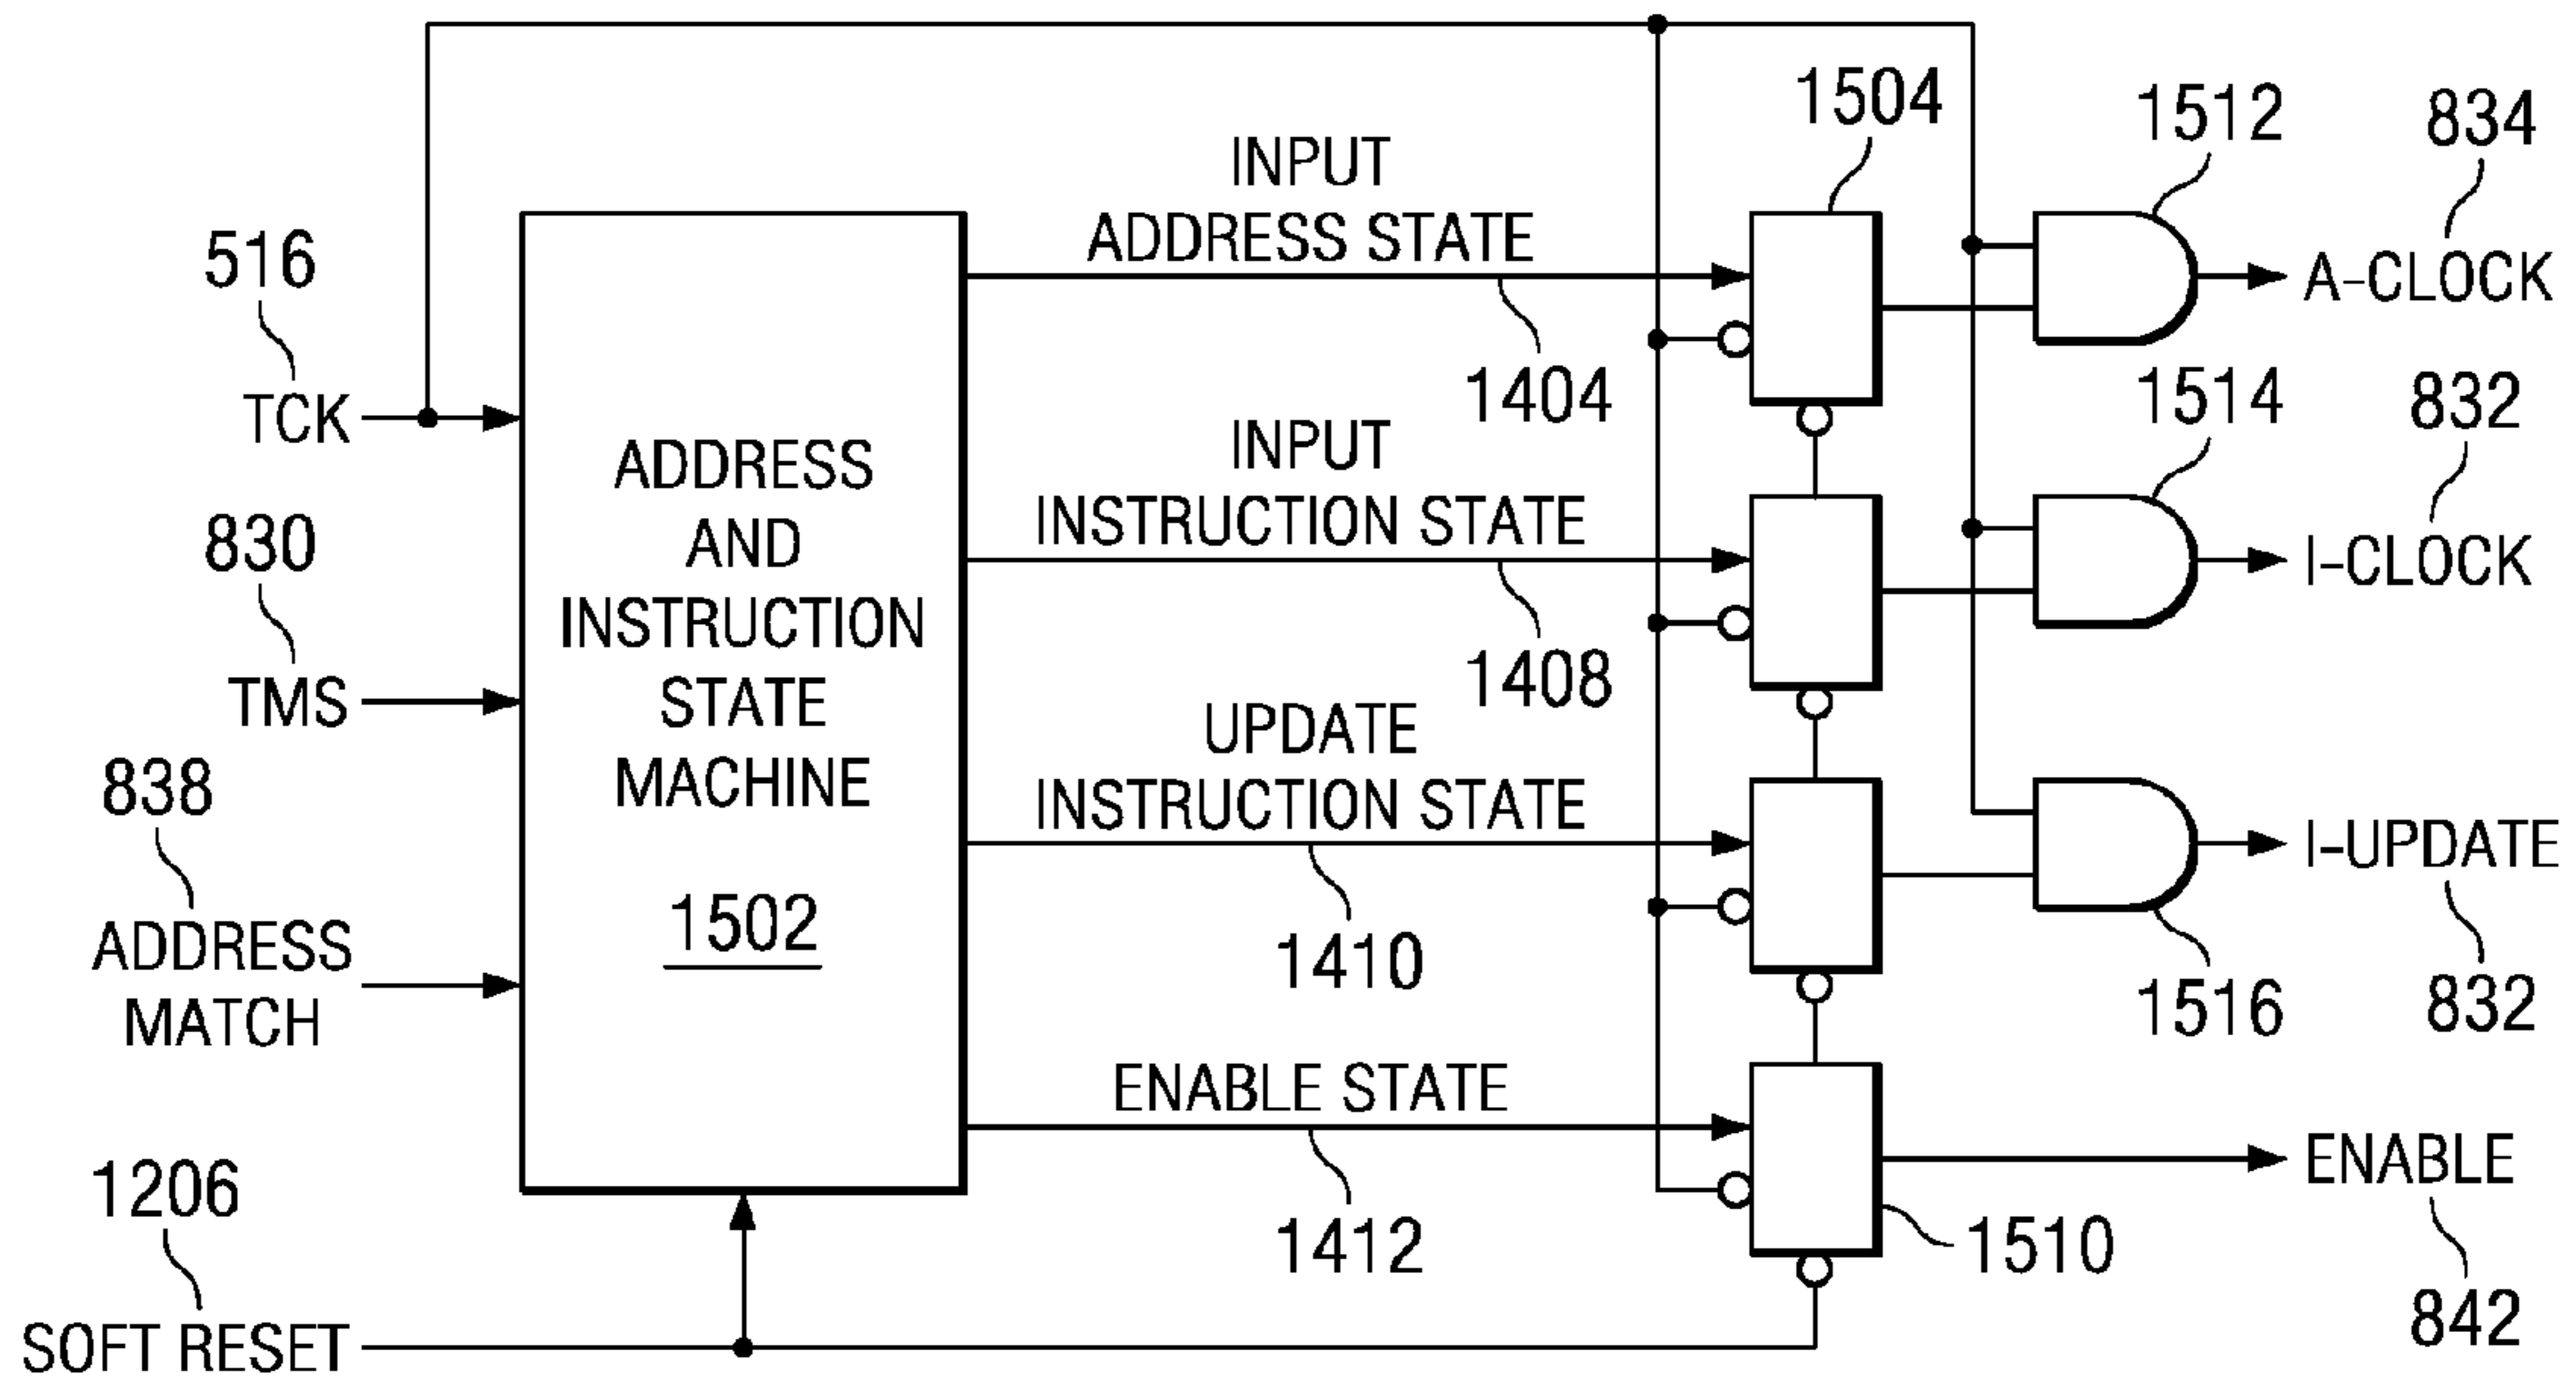 1504
1512
834
INPUT
ADDRESS STATE
516
A-CLOCK
1404
TCK
1514
832
ADDRESS
AND
INSTRUCTION
STATE
MACHINE
1502
INPUT
INSTRUCTION STATE
830
I-CLOCK
1408
TMS
UPDATE
INSTRUCTION STATE
838
I-UPDATE
1410
ADDRESS
MATCH
1516
832
ENABLE STATE
1206
ENABLE
1412
1510
842
SOFT RESET